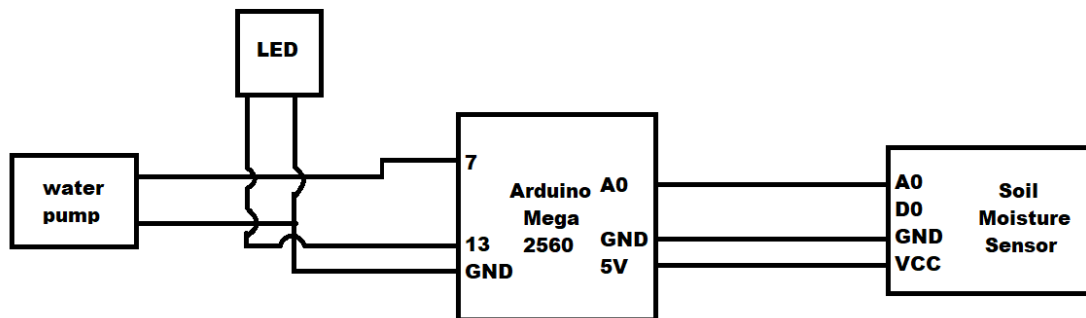 LED
water
pump
7
13
GND
Arduino
Mega
2560
A0
GND
5V
A0
D0
GND
VCC
Soil
Moisture
Sensor